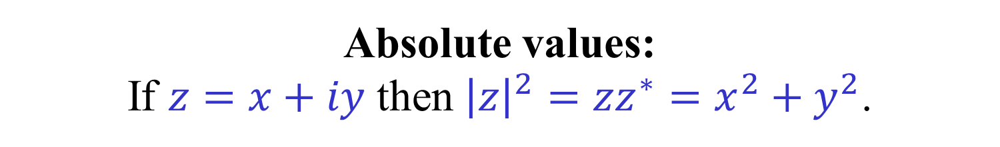 Absolute values:
If z = x + iy then |z|² = zz* = x² + y².